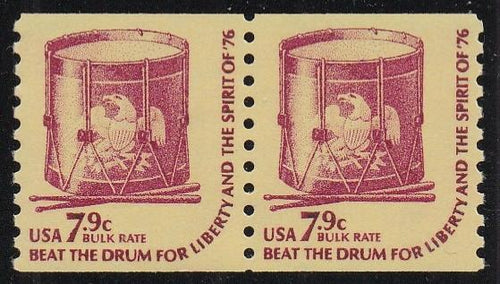 USA 7.9c
BULK RATE
BEAT THE DRUM FOR LIBERTY AND THE SPIRIT OF '76
USA 7.9c
BULK RATE
BEAT THE DRUM FOR LIBERTY AND THE SPIRIT OF '76